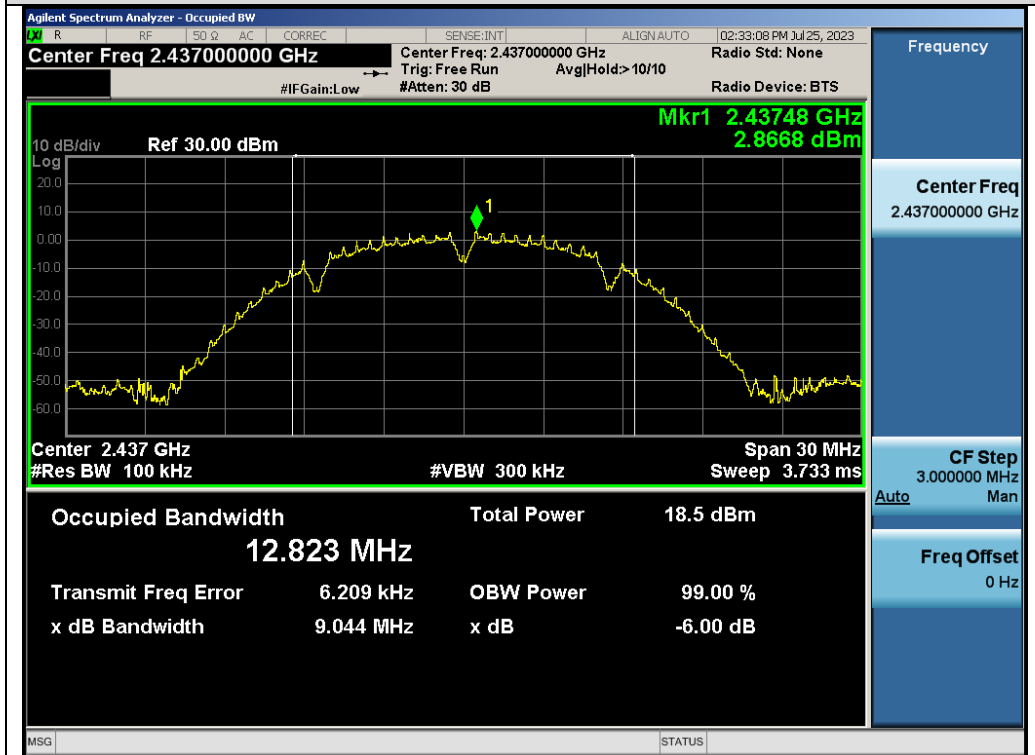 Agilent Spectrum Analyzer - Occupied BW
LXI R RF 50 Ω AC CORREC SENSE:INT ALIGN AUTO 02:33:08 PM Jul 25, 2023
Center Freq 2.437000000 GHz Center Freq: 2.437000000 GHz Radio Std: None
Trig: Free Run Avg|Hold:> 10/10
#IFGain:Low #Atten: 30 dB Radio Device: BTS
Mkr1 2.43748 GHz
2.8668 dBm
10 dB/div Ref 30.00 dBm
Log
20.0
10.0
0.00
-10.0
-20.0
-30.0
-40.0
-50.0
-60.0
1
Center 2.437 GHz Span 30 MHz
#Res BW 100 kHz #VBW 300 kHz Sweep 3.733 ms
Occupied Bandwidth Total Power 18.5 dBm
12.823 MHz
Transmit Freq Error 6.209 kHz OBW Power 99.00 %
x dB Bandwidth 9.044 MHz x dB -6.00 dB
MSG STATUS
Frequency
Center Freq
2.437000000 GHz
CF Step
3.000000 MHz
Auto Man
Freq Offset
0 Hz